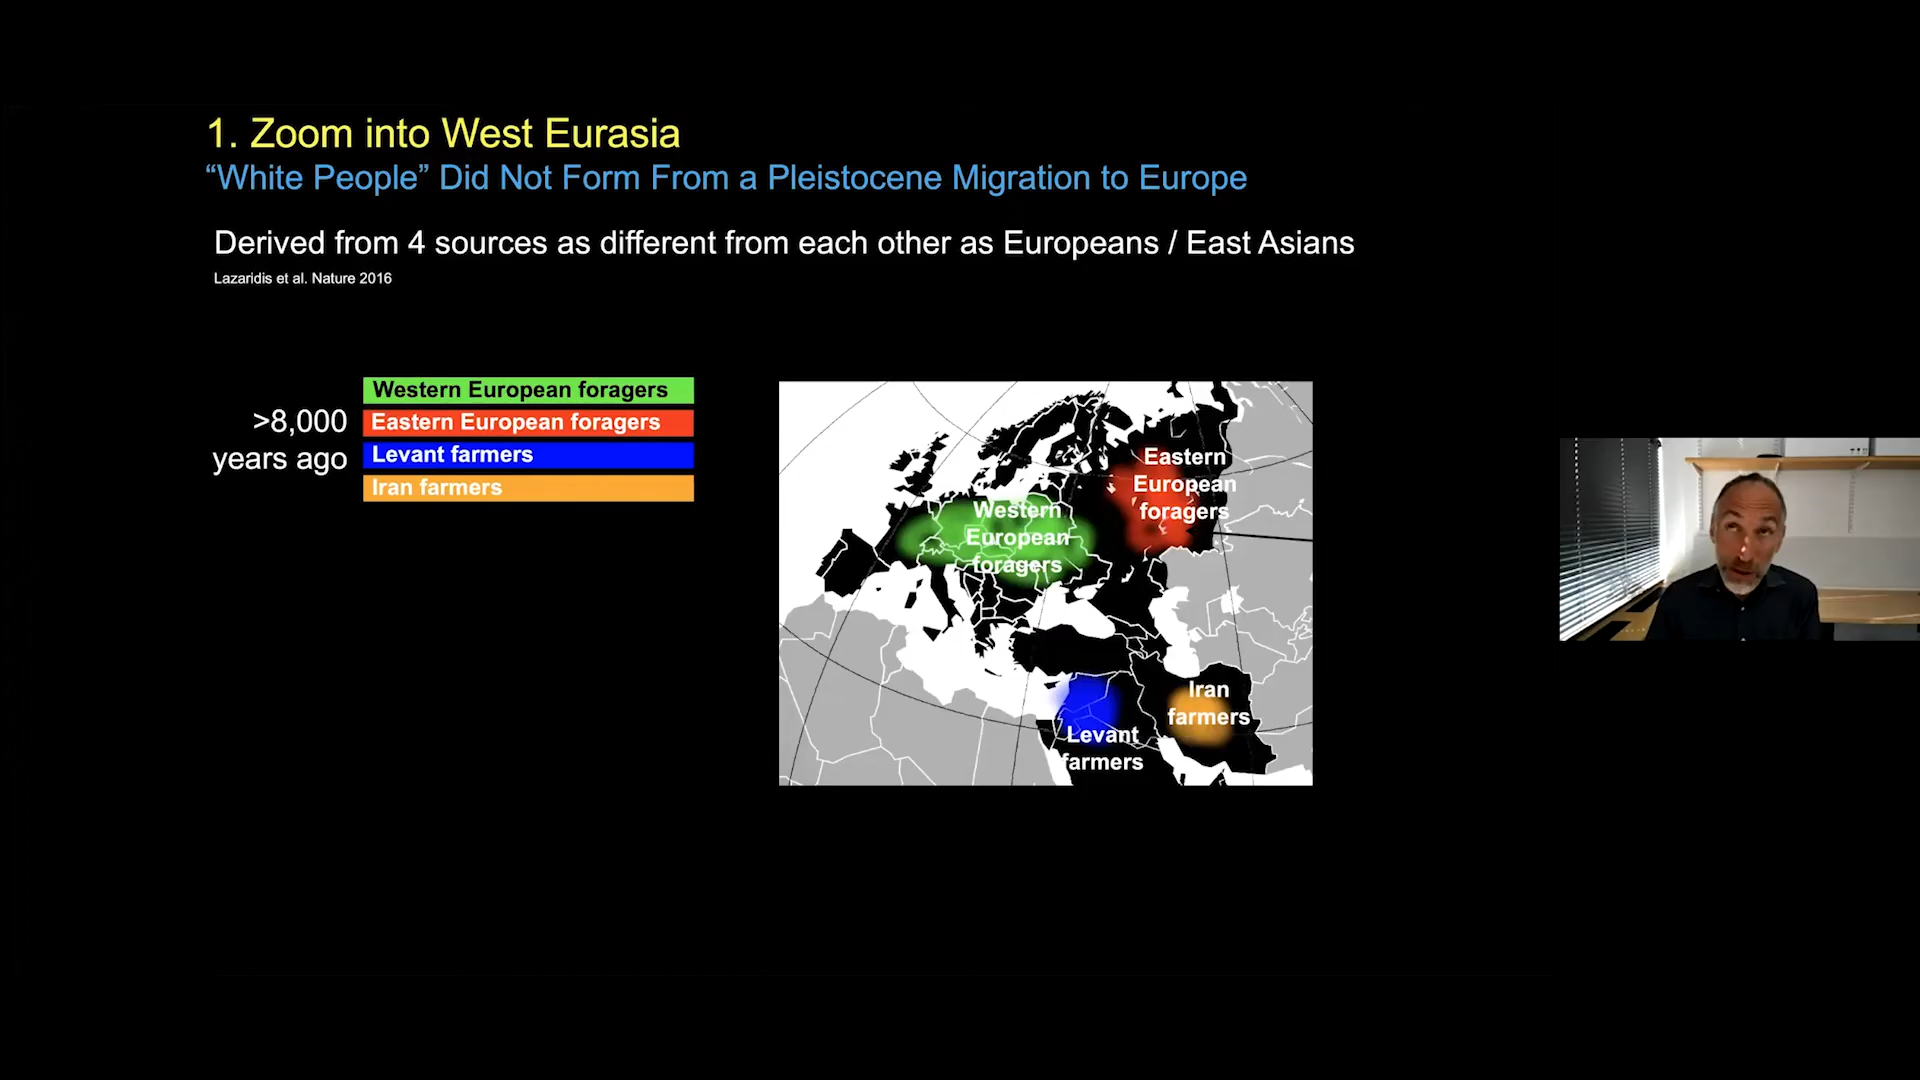 1. Zoom into West Eurasia
“White People” Did Not Form From a Pleistocene Migration to Europe
Derived from 4 sources as different from each other as Europeans / East Asians
Lazaridis et al. Nature 2016
>8,000
years ago
Western European foragers
Eastern European foragers
Levant farmers
Iran farmers
Eastern
European
foragers
Western
European
foragers
Iran
farmers
Levant
farmers